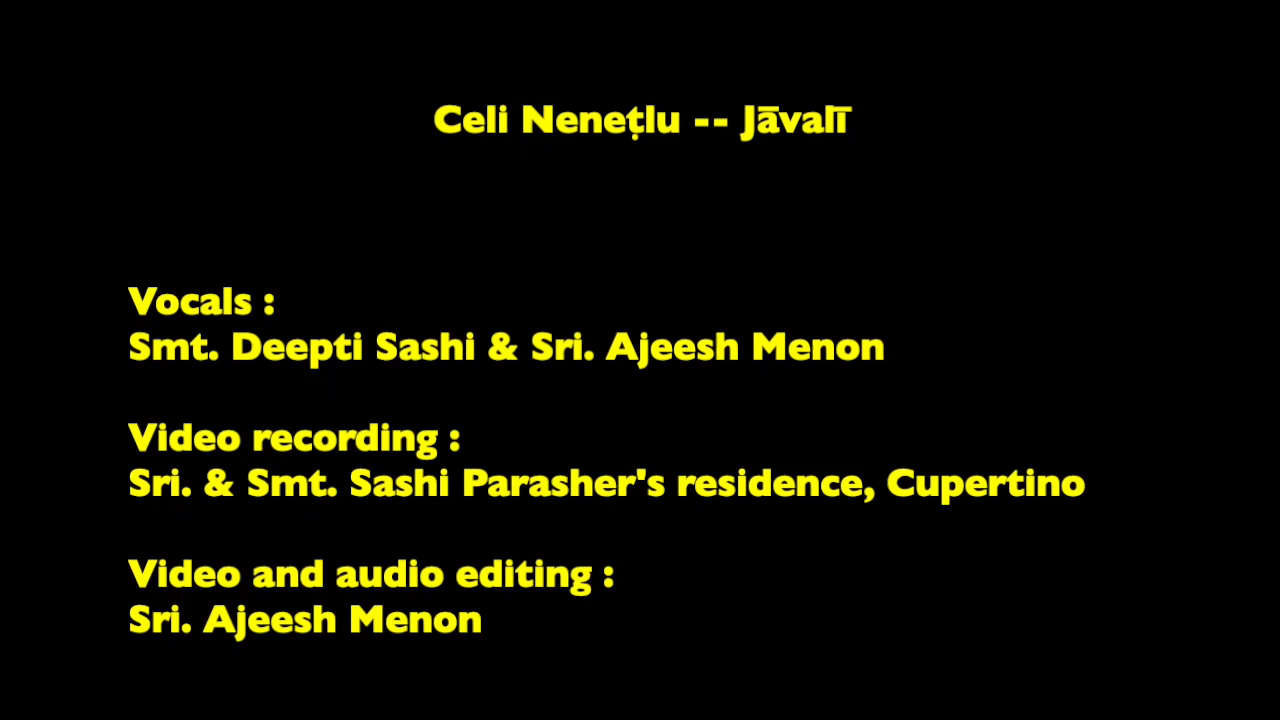 Celi Neneṭlu -- Jāvalī
Vocals :
Smt. Deepti Sashi & Sri. Ajeesh Menon
Video recording :
Sri. & Smt. Sashi Parasher's residence, Cupertino
Video and audio editing :
Sri. Ajeesh Menon